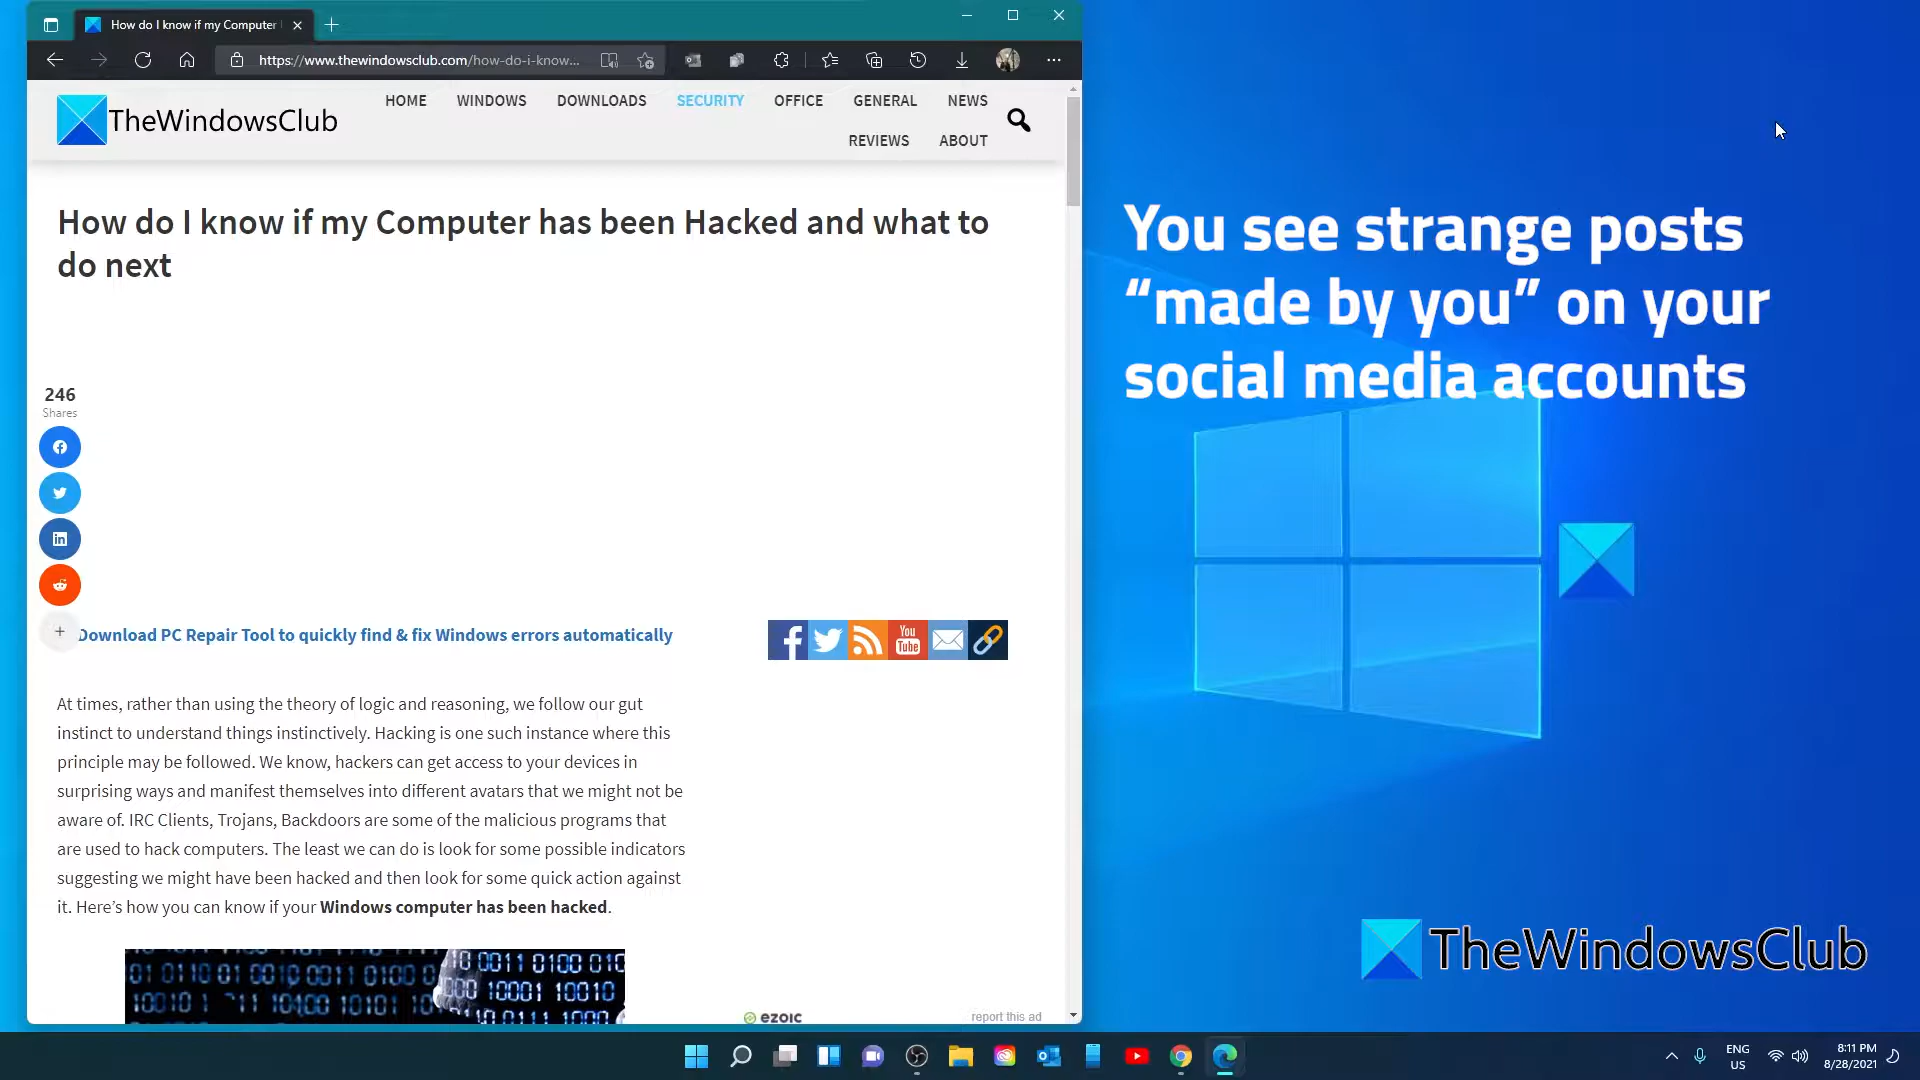 How do I know if my Computer
https://www.thewindowsclub.com/how-do-i-know...
TheWindowsClub
HOME WINDOWS DOWNLOADS SECURITY OFFICE GENERAL NEWS
REVIEWS ABOUT
How do I know if my Computer has been Hacked and what to
do next
246
Shares
Download PC Repair Tool to quickly find & fix Windows errors automatically
You
Tube
At times, rather than using the theory of logic and reasoning, we follow our gut
instinct to understand things instinctively. Hacking is one such instance where this
principle may be followed. We know, hackers can get access to your devices in
surprising ways and manifest themselves into different avatars that we might not be
aware of. IRC Clients, Trojans, Backdoors are some of the malicious programs that
are used to hack computers. The least we can do is look for some possible indicators
suggesting we might have been hacked and then look for some quick action against
it. Here’s how you can know if your Windows computer has been hacked.
ezoic
report this ad
You see strange posts
“made by you” on your
social media accounts
TheWindowsClub
ENG
US
8:11 PM
8/28/2021